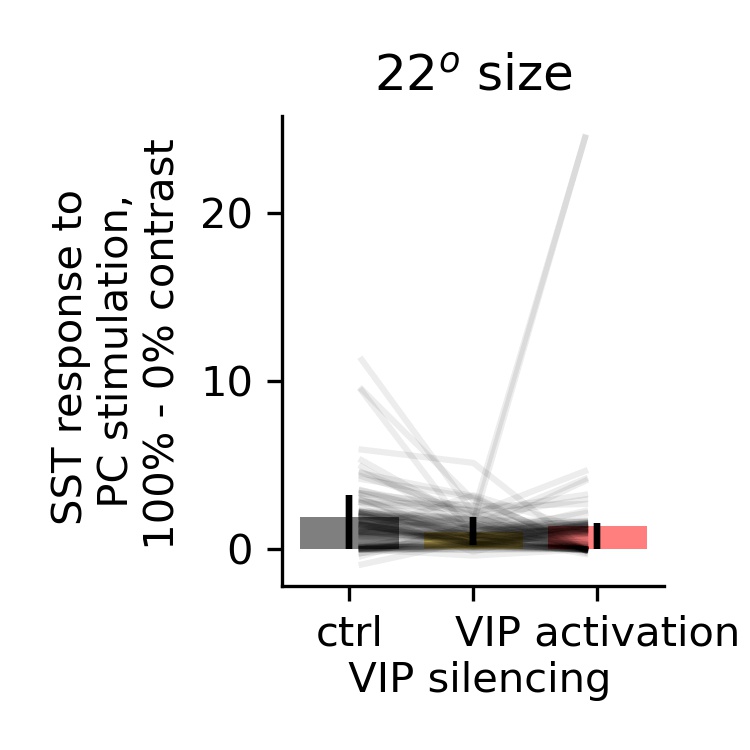 22° size
SST response to
PC stimulation,
100% - 0% contrast
20
10
0
ctrl
VIP activation
VIP silencing